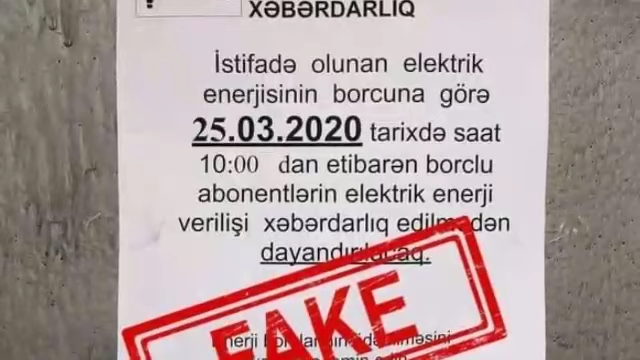 XƏBƏRDARLIQ
İstifadə olunan elektrik
enerjisinin borcuna görə
25.03.2020 tarixdə saat
10:00 dan etibarən borclu
abonentlərin elektrik enerji
verilişi xəbərdarlıq edilmədən
dayandırılacaq.
FAKE